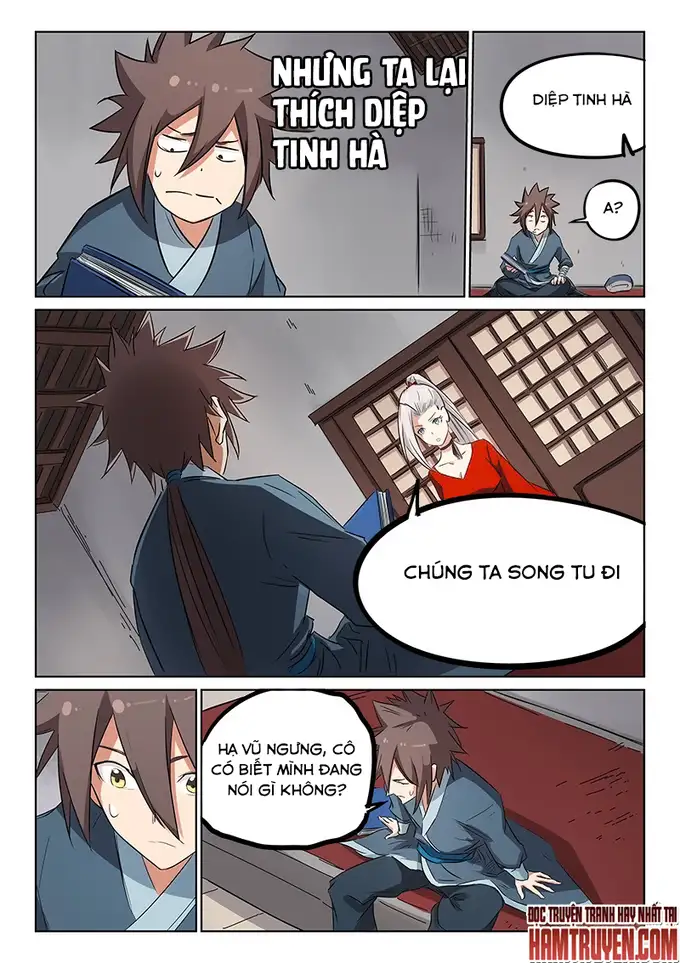 NHƯNG TA LẠI
THÍCH DIỆP
TINH HÀ
DIỆP TINH HÀ
A?
CHÚNG TA SONG TU ĐI
HẠ VŨ NGƯNG, CÔ
CÓ BIẾT MÌNH ĐANG
NÓI GÌ KHÔNG?
ĐỌC TRUYỆN TRANH HAY NHẤT TẠI
HAMTRUYEN.COM